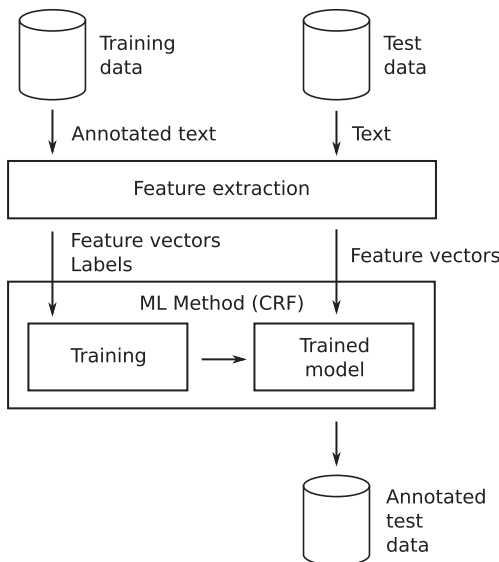 Training
data
Test
data
Annotated text
Text
Feature extraction
Feature vectors
Labels
Feature vectors
ML Method (CRF)
Training
Trained
model
Annotated
test
data